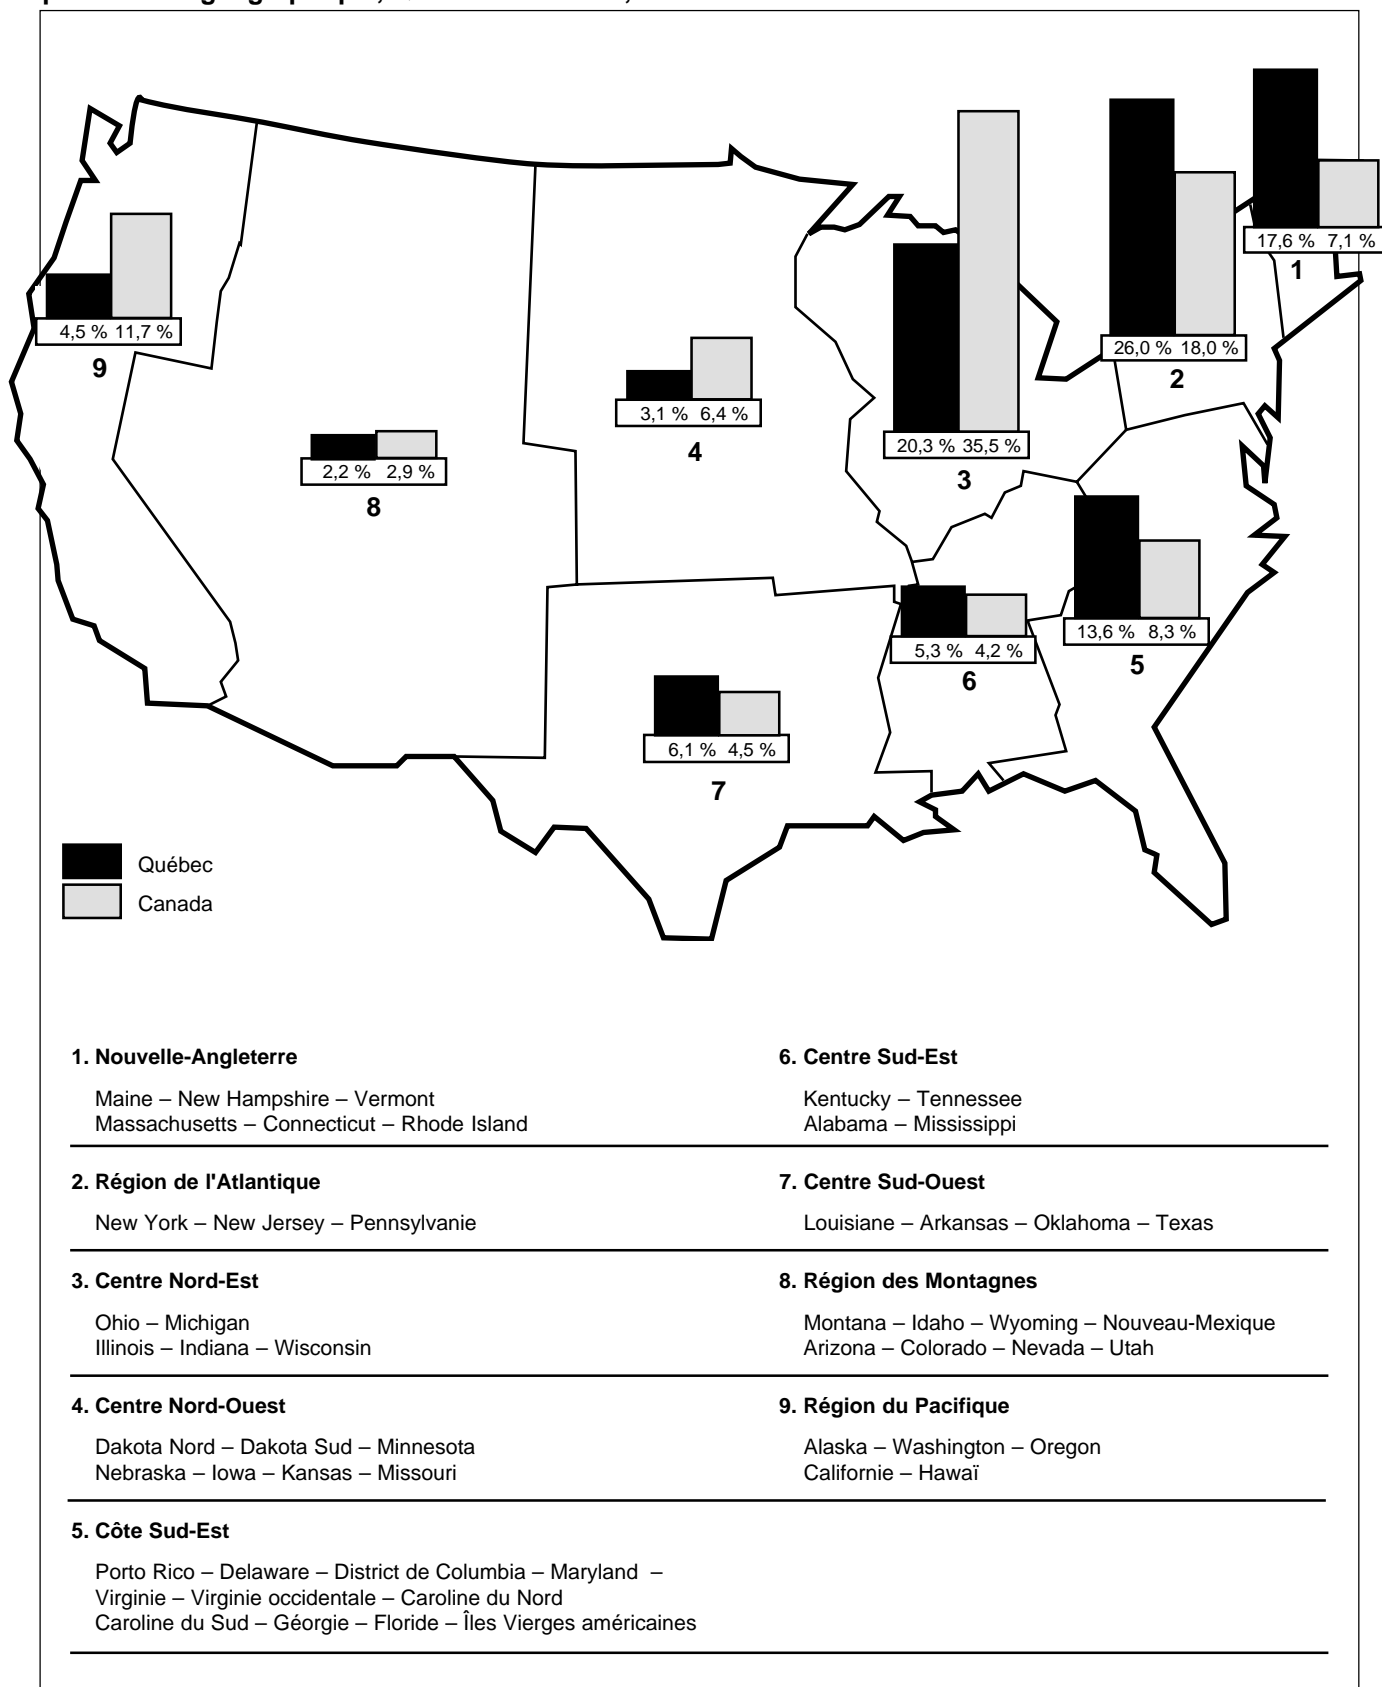 17,6 % 7,1 %
1
26,0 % 18,0 %
2
4,5 % 11,7 %
9
3,1 % 6,4 %
4
20,3 % 35,5 %
3
2,2 % 2,9 %
8
13,6 % 8,3 %
5
5,3 % 4,2 %
6
6,1 % 4,5 %
7
Québec
Canada
1. Nouvelle-Angleterre
Maine – New Hampshire – Vermont
Massachusetts – Connecticut – Rhode Island
2. Région de l'Atlantique
New York – New Jersey – Pennsylvanie
3. Centre Nord-Est
Ohio – Michigan
Illinois – Indiana – Wisconsin
4. Centre Nord-Ouest
Dakota Nord – Dakota Sud – Minnesota
Nebraska – Iowa – Kansas – Missouri
5. Côte Sud-Est
Porto Rico – Delaware – District de Columbia – Maryland –
Virginie – Virginie occidentale – Caroline du Nord
Caroline du Sud – Géorgie – Floride – Îles Vierges américaines
6. Centre Sud-Est
Kentucky – Tennessee
Alabama – Mississippi
7. Centre Sud-Ouest
Louisiane – Arkansas – Oklahoma – Texas
8. Région des Montagnes
Montana – Idaho – Wyoming – Nouveau-Mexique
Arizona – Colorado – Nevada – Utah
9. Région du Pacifique
Alaska – Washington – Oregon
Californie – Hawaï